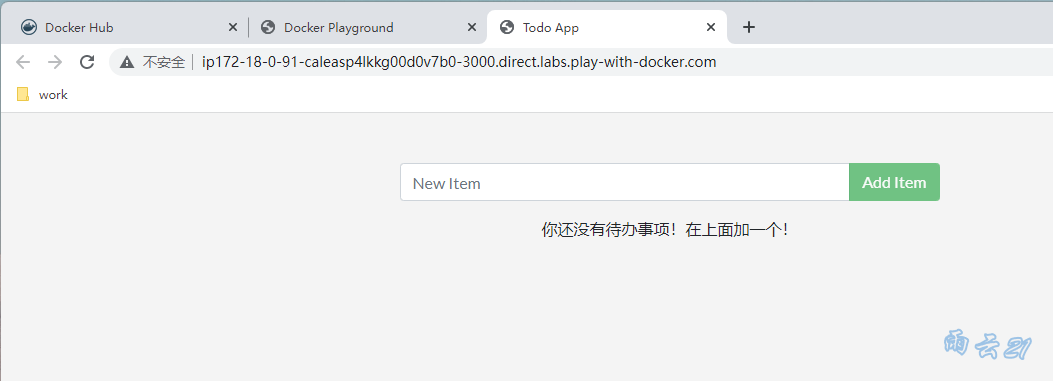 Docker Hub
Docker Playground
Todo App
不安全
ip172-18-0-91-caleasp4lkkg00d0v7b0-3000.direct.labs.play-with-docker.com
work
New Item
Add Item
你还没有待办事项！在上面加一个！
雨云21